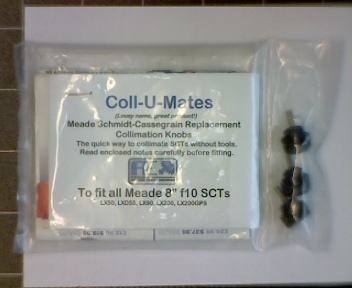 Coll-U-Mates
(Lousy name, great product!)
Meade Schmidt-Cassegrain Replacement
Collimation Knobs
The quick way to collimate SCTs without tools.
Read enclosed notes carefully before fitting.
To fit all Meade 8" f10 SCTs
LX50, LXD55, LX90, LX200, LX200GPS